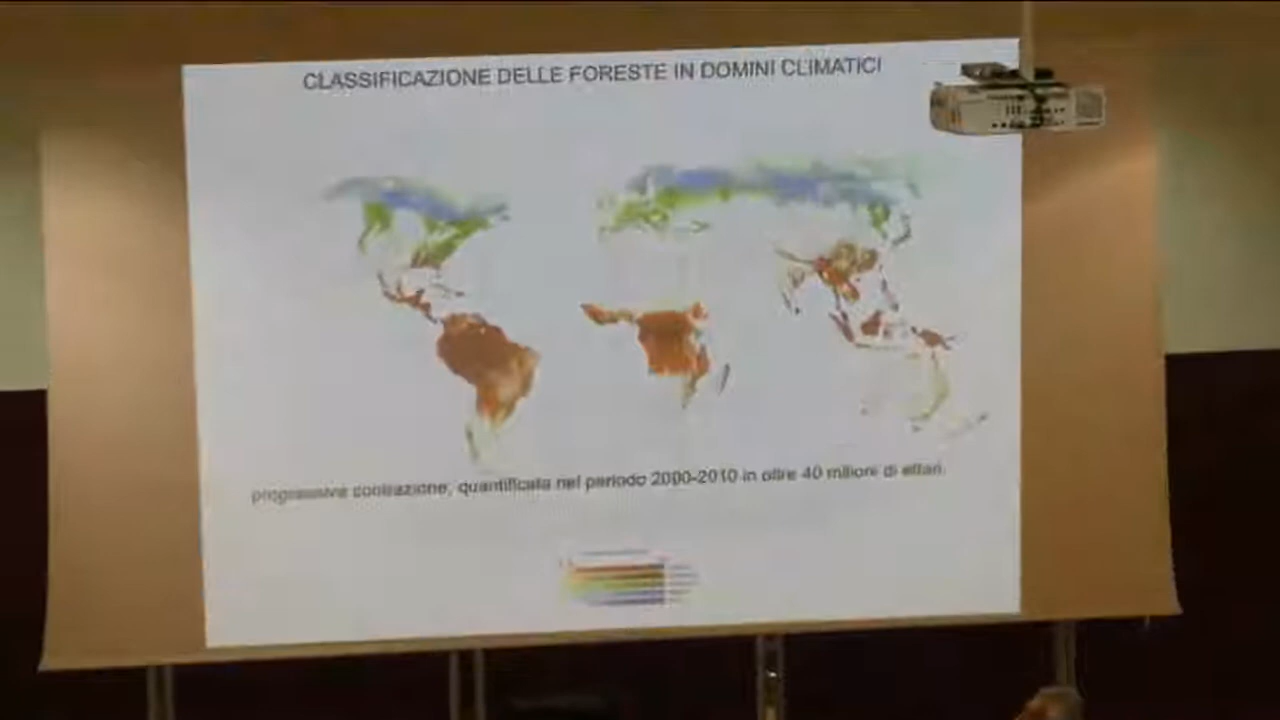 CLASSIFICAZIONE DELLE FORESTE IN DOMINI CLIMATICI
progressiva contrazione, quantificata nel periodo 2000-2010 in oltre 40 milioni di ettari.